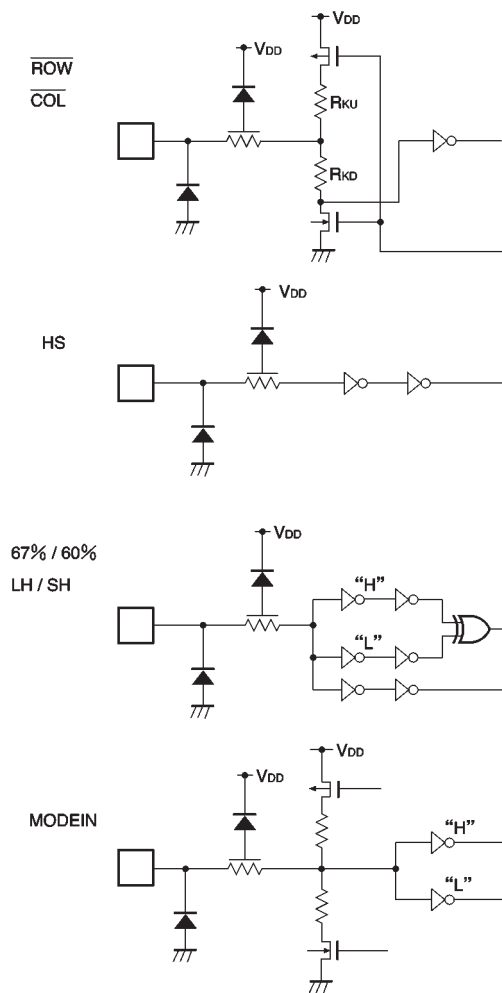 VDD
ROW
VDD
COL
RKU
RKD
VDD
HS
67% / 60%
VDD
LH / SH
“H”
“L”
VDD
VDD
MODEIN
“H”
“L”